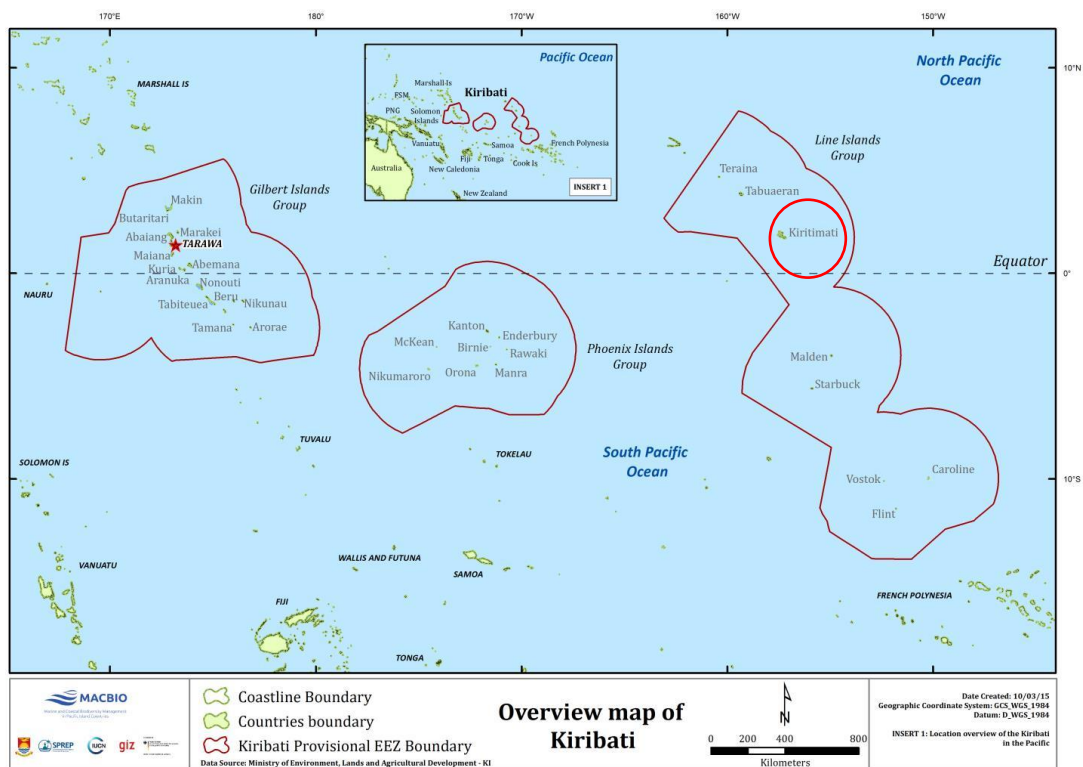 170°E
180°
170°W
160°W
150°W
10°N
0°
10°S
MARSHALL IS
Pacific Ocean
Marshall Is
Kiribati
FSM
PNG
Solomon
Islands
Vanuatu
Samoa
French Polynesia
Fiji
Tonga
Cook Is
New Caledonia
Australia
New Zealand
INSERT 1
North Pacific
Ocean
Line Islands
Group
Teraina
Tabuaeran
Kiritimati
Equator
Gilbert Islands
Group
Makin
Butaritari
Marakei
Abaiang
TARAWA
Maiana
Kuria
Abemana
Aranuka
Nonouti
Beru
Nikunau
Tabiteuea
Tamana
Arorae
NAURU
Kanton
Enderbury
McKean
Birnie
Rawaki
Phoenix Islands
Group
Nikumaroro
Orona
Manra
Malden
Starbuck
TUVALU
TOKELAU
South Pacific
Ocean
SOLOMON IS
Vostok
Caroline
Flint
VANUATU
WALLIS AND FUTUNA
SAMOA
FIJI
FRENCH POLYNESIA
TONGA
MACBIO
SPREP
IUCN
giz
Coastline Boundary
Countries boundary
Kiribati Provisional EEZ Boundary
Data Source: Ministry of Environment, Lands and Agricultural Development - KI
Overview map of
Kiribati
N
0 200 400 800
Kilometers
Date Created: 10/03/15
Geographic Coordinate System: GCS_WGS_1984
Datum: D_WGS_1984
INSERT 1: Location overview of the Kiribati
in the Pacific